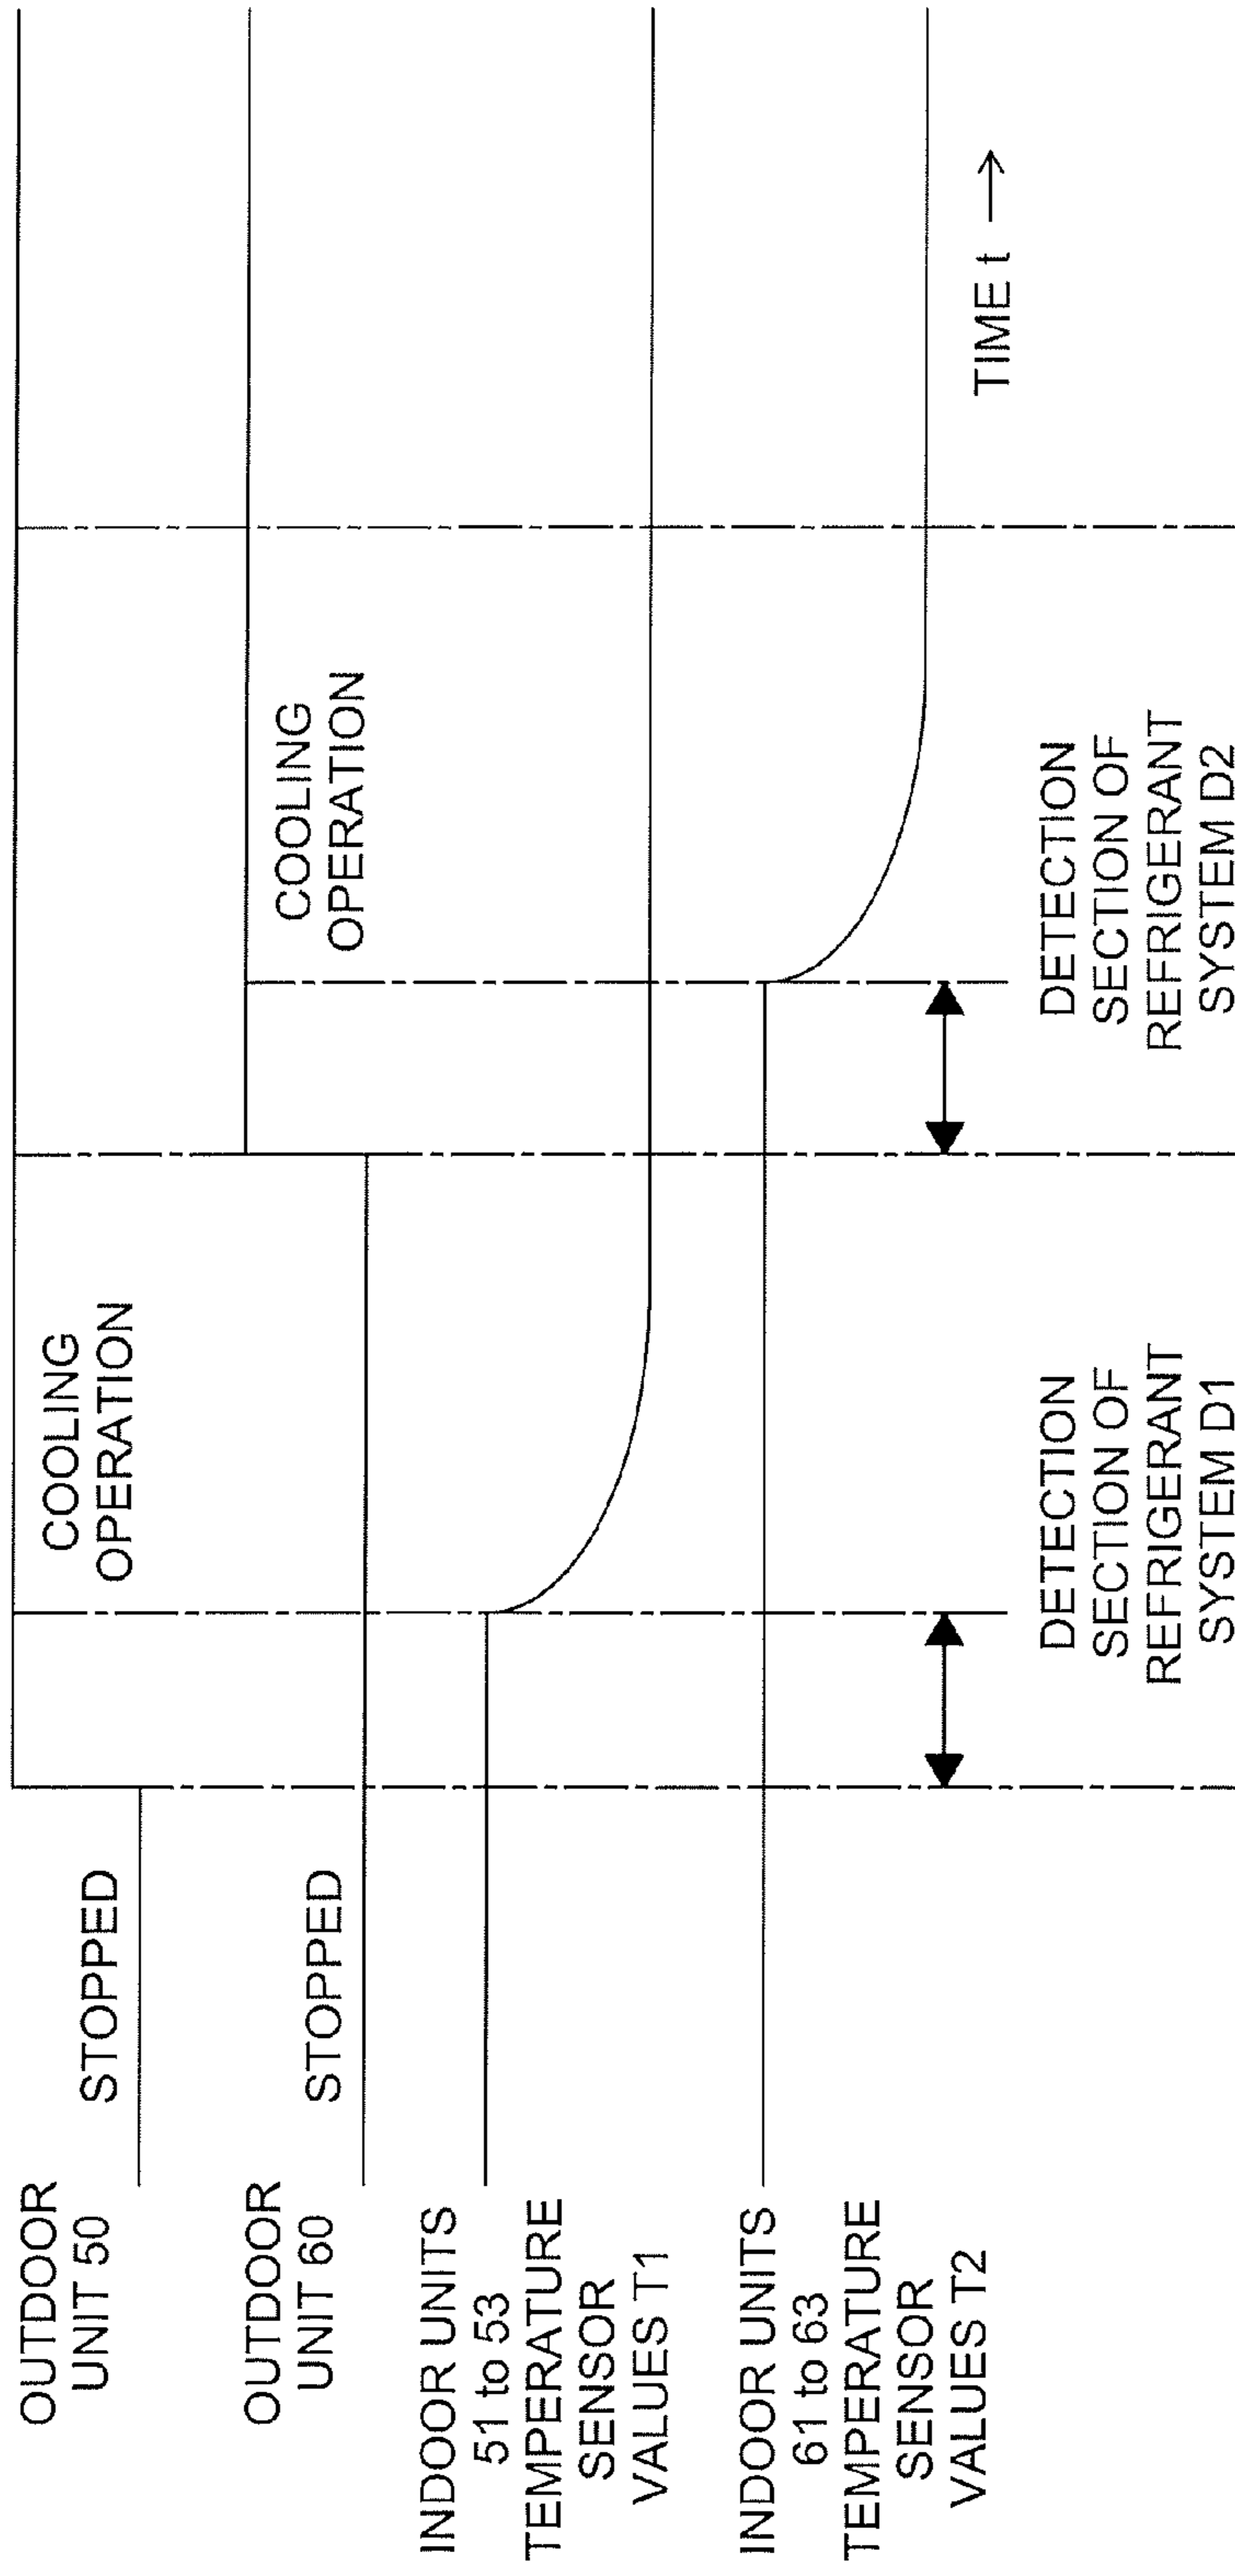 OUTDOOR
UNIT 50
STOPPED
COOLING
OPERATION
OUTDOOR
UNIT 60
STOPPED
COOLING
OPERATION
INDOOR UNITS
51 to 53
TEMPERATURE
SENSOR
VALUES T1
INDOOR UNITS
61 to 63
TEMPERATURE
SENSOR
VALUES T2
TIME t →
DETECTION
SECTION OF
REFRIGERANT
SYSTEM D1
DETECTION
SECTION OF
REFRIGERANT
SYSTEM D2